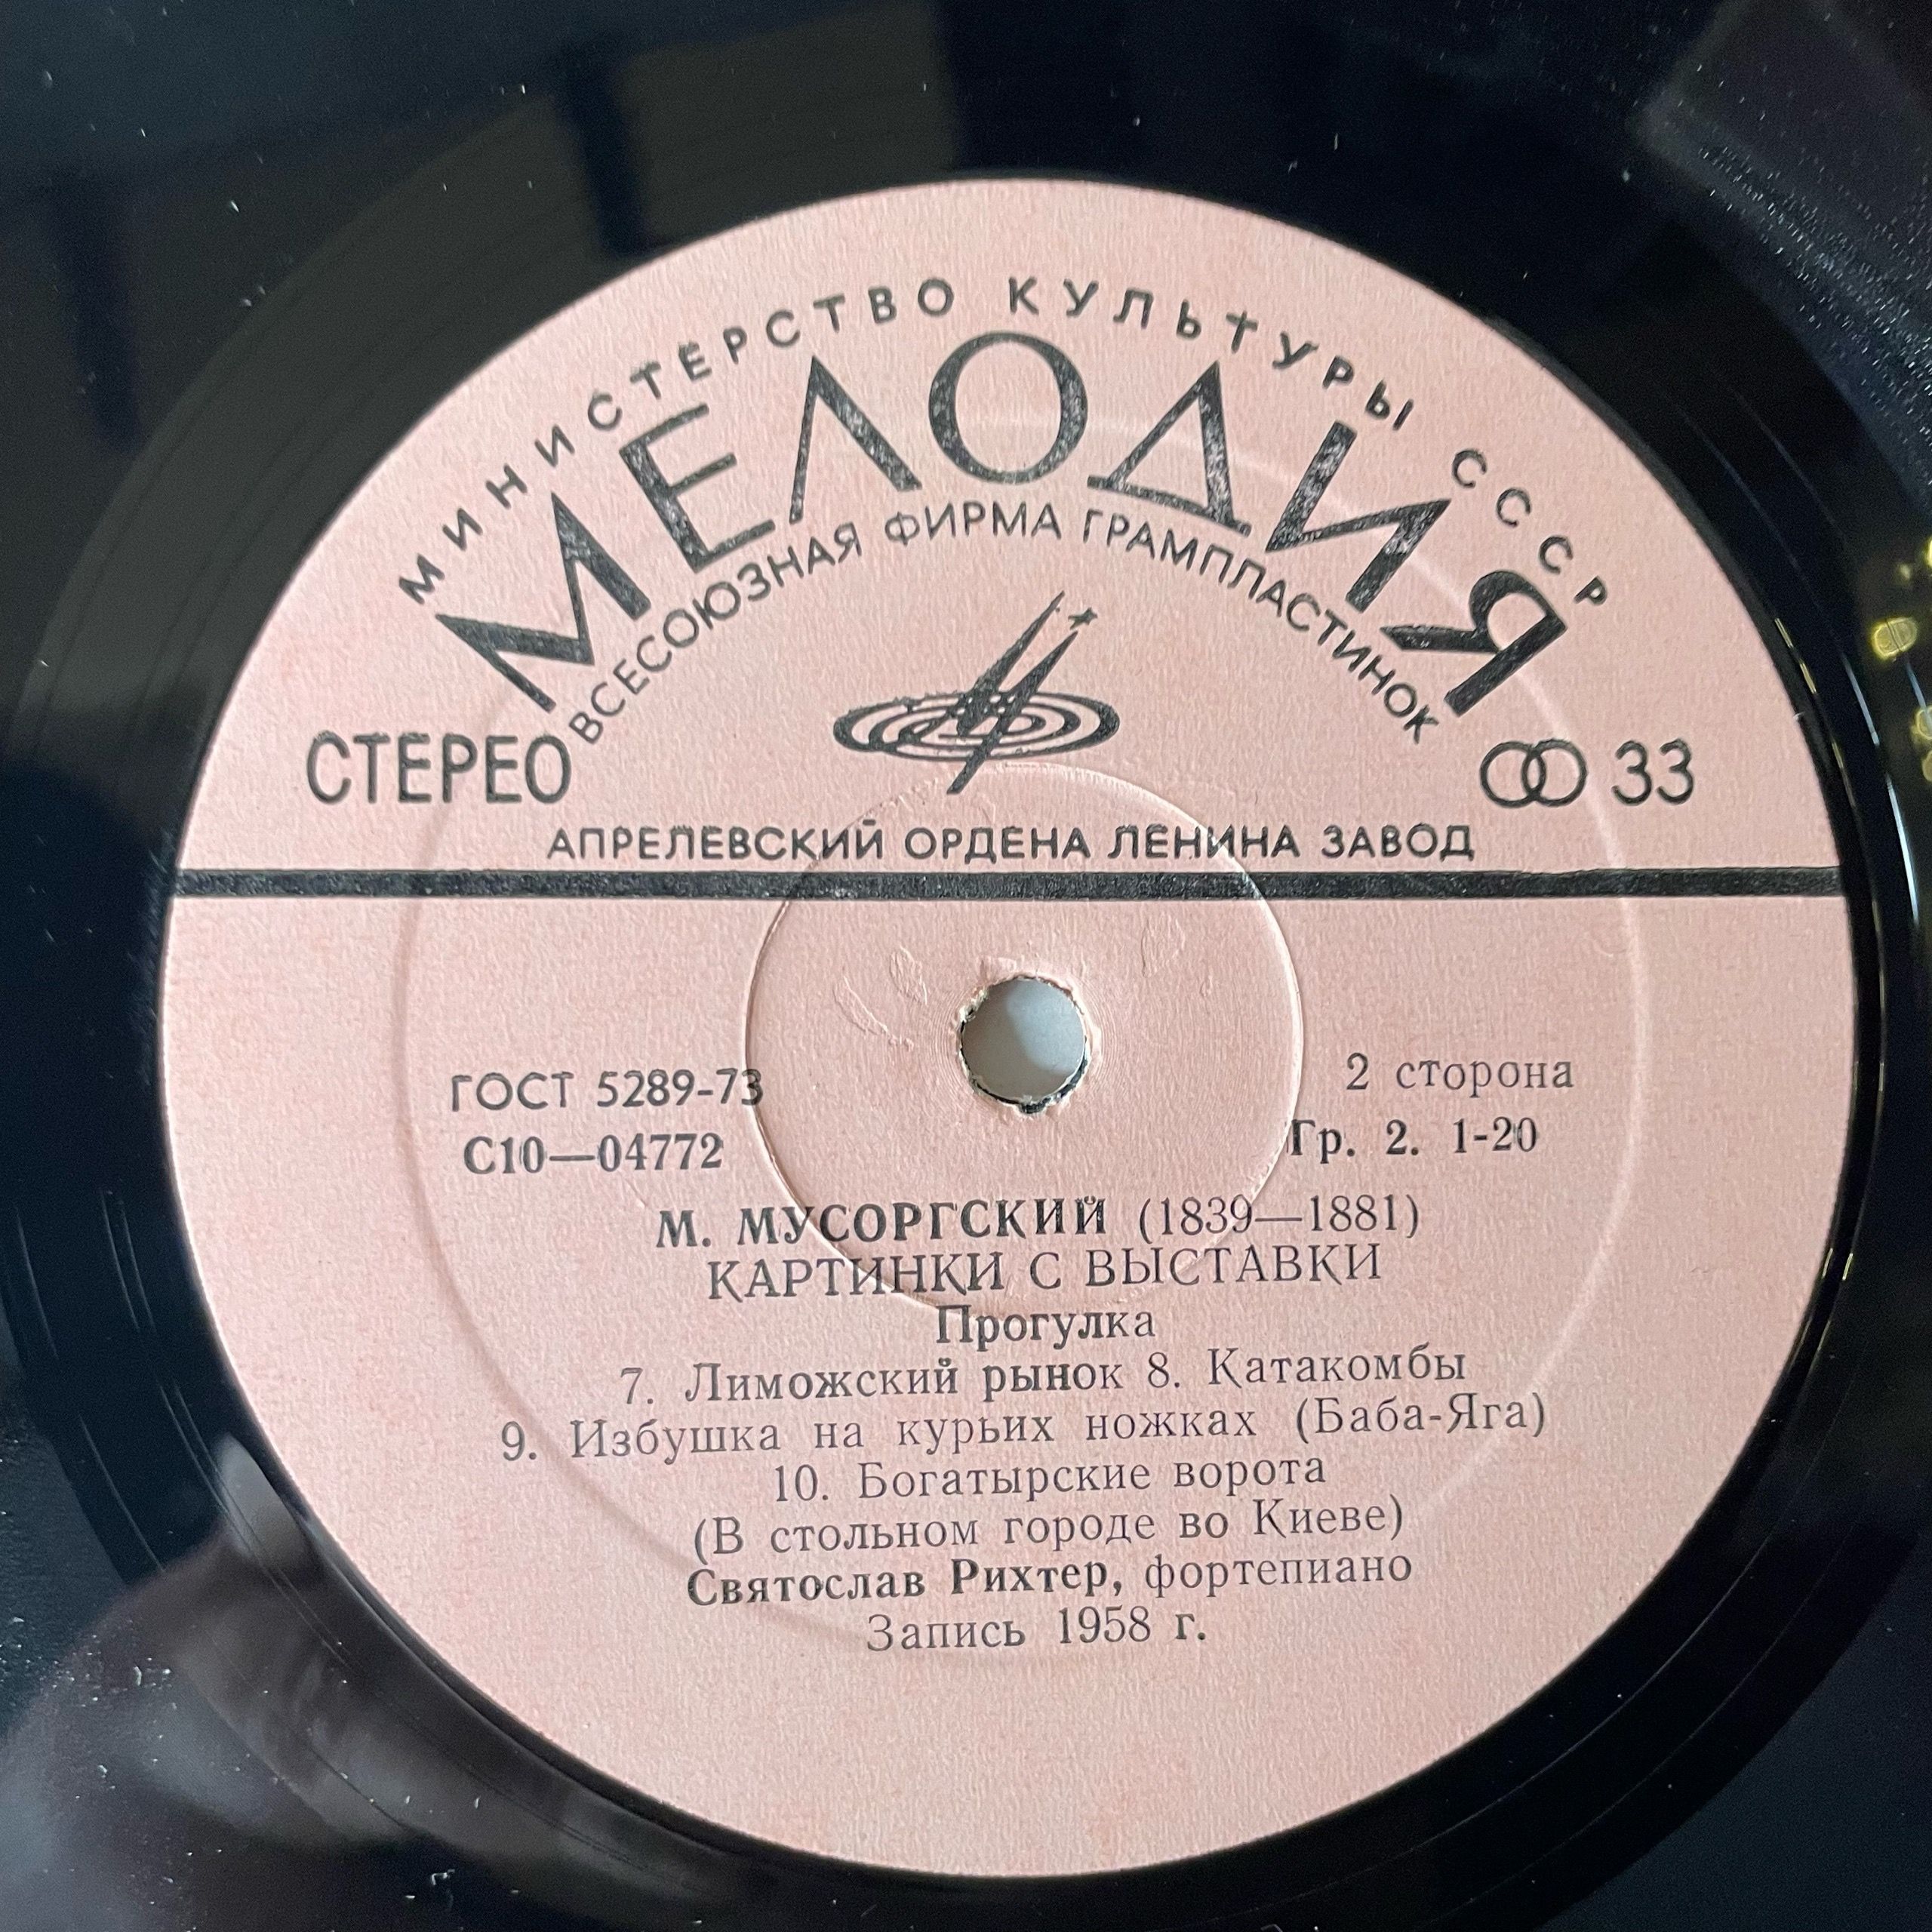 МИНИСТЕРСТВО КУЛЬТУРЫ СССР
МЕЛОДИЯ
ВСЕСОЮЗНАЯ ФИРМА ГРАМПЛАСТИНОК
СТЕРЕО
33
АПРЕЛЕВСКИЙ ОРДЕНА ЛЕНИНА ЗАВОД
ГОСТ 5289-73
2 сторона
С10—04772
Гр. 2. 1-20
М. МУСОРГСКИЙ (1839—1881)
КАРТИНКИ С ВЫСТАВКИ
Прогулка
7. Лиможский рынок 8. Катакомбы
9. Избушка на курьих ножках (Баба-Яга)
10. Богатырские ворота
(В стольном городе во Киеве)
Святослав Рихтер, фортепиано
Запись 1958 г.